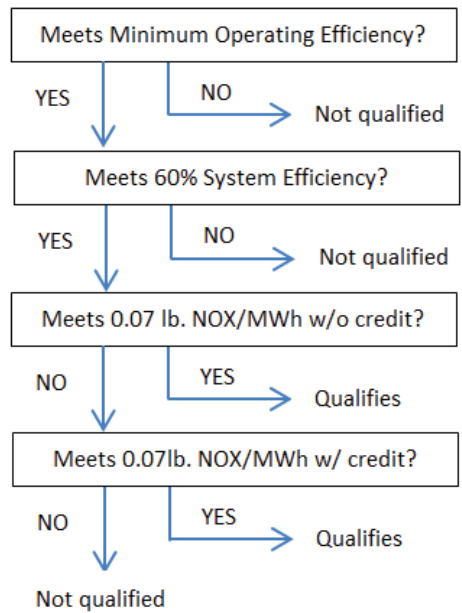 Meets Minimum Operating Efficiency?
YES
NO
Not qualified
Meets 60% System Efficiency?
YES
NO
Not qualified
Meets 0.07 lb. NOX/MWh w/o credit?
NO
YES
Qualifies
Meets 0.07lb. NOX/MWh w/ credit?
NO
YES
Qualifies
Not qualified